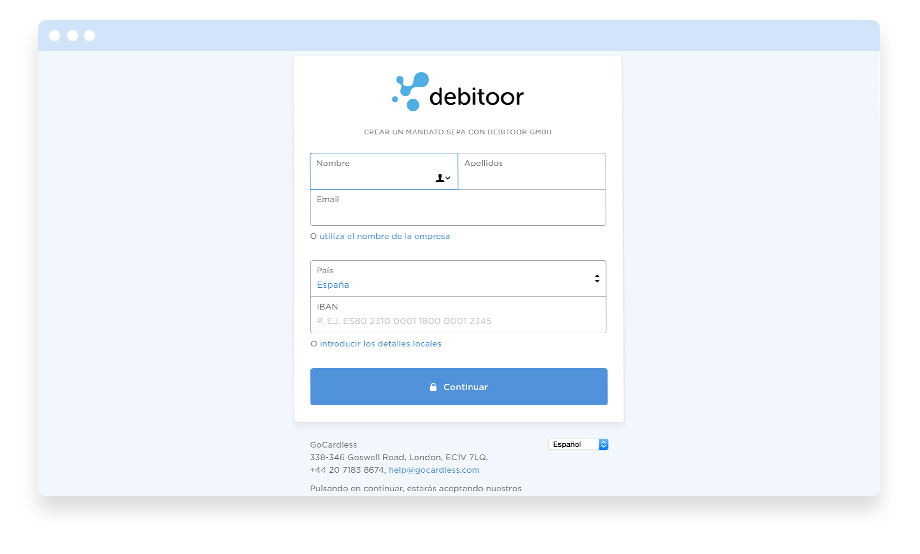 debitoor
CREAR UN MANDATO SEPA CON DEBITOOR GMBH
Nombre
Apellidos
Email
O utiliza el nombre de la empresa
País
España
IBAN
P. EJ. ES80 2310 0001 1800 0001 2345
O introducir los detalles locales
Continuar
GoCardless
Español
338-346 Goswell Road, London, EC1V 7LQ.
+44 20 7183 8674, help@gocardless.com
Pulsando en continuar, estarás aceptando nuestros